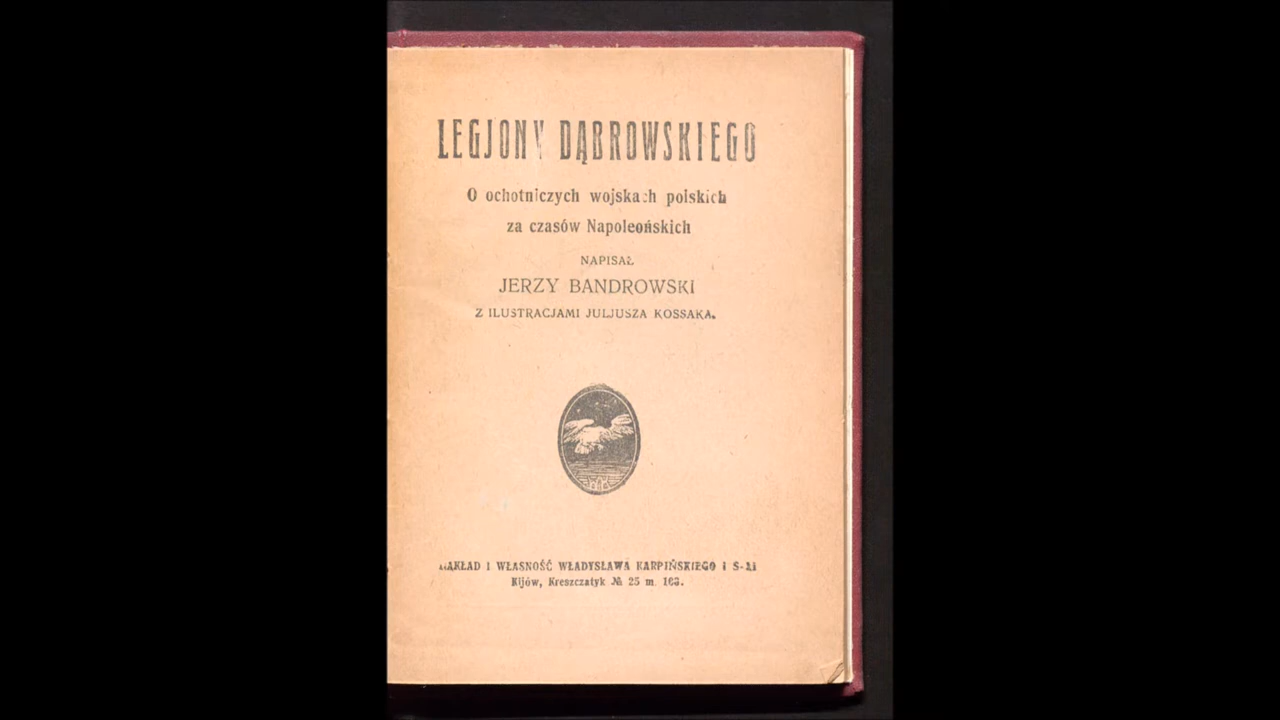 LEGJONY DĄBROWSKIEGO
O ochotniczych wojskach polskich
za czasów Napoleońskich
NAPISAŁ
JERZY BANDROWSKI
Z ILUSTRACJAMI JULJUSZA KOSSAKA.
NAKŁAD I WŁASNOŚĆ WŁADYSŁAWA KARPIŃSKIEGO i S-ki
Kijów, Kreszczatyk № 25 m.